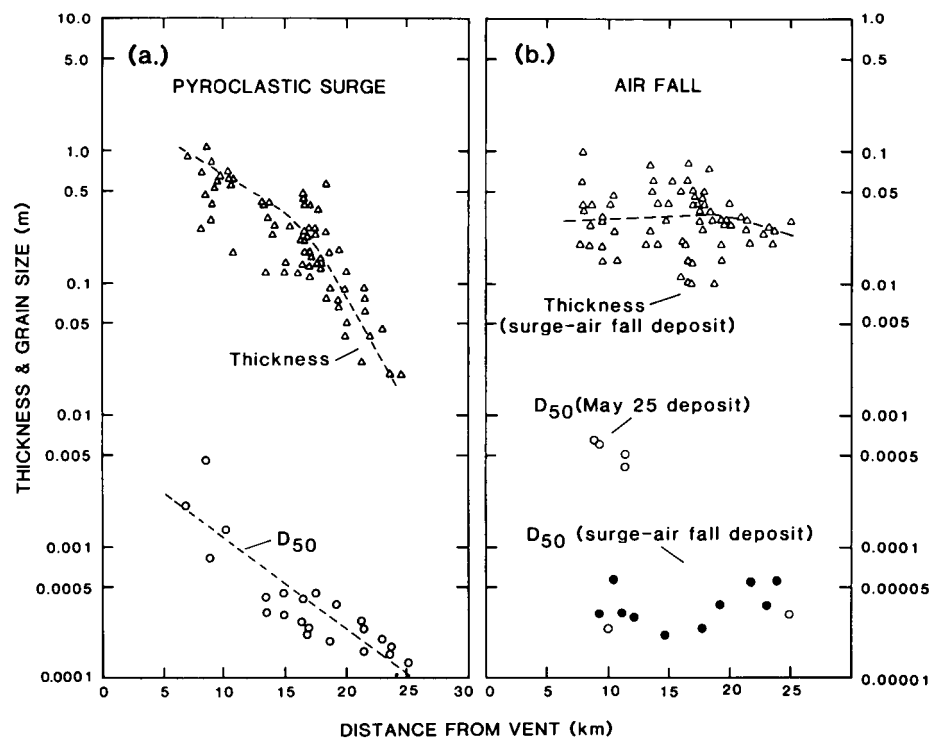 (a.)
PYROCLASTIC SURGE
Thickness
D50
10.0
5.0
1.0
0.5
0.1
0.05
0.01
0.005
0.001
0.0005
0.0001
0
5
10
15
20
25
30
THICKNESS & GRAIN SIZE (m)
(b.)
AIR FALL
Thickness
(surge-air fall deposit)
D50 (May 25 deposit)
D50 (surge-air fall deposit)
1.0
0.1
0.05
0.01
0.005
0.001
0.0005
0.0001
0.00005
0.00001
0
5
10
15
20
25
DISTANCE FROM VENT (km)